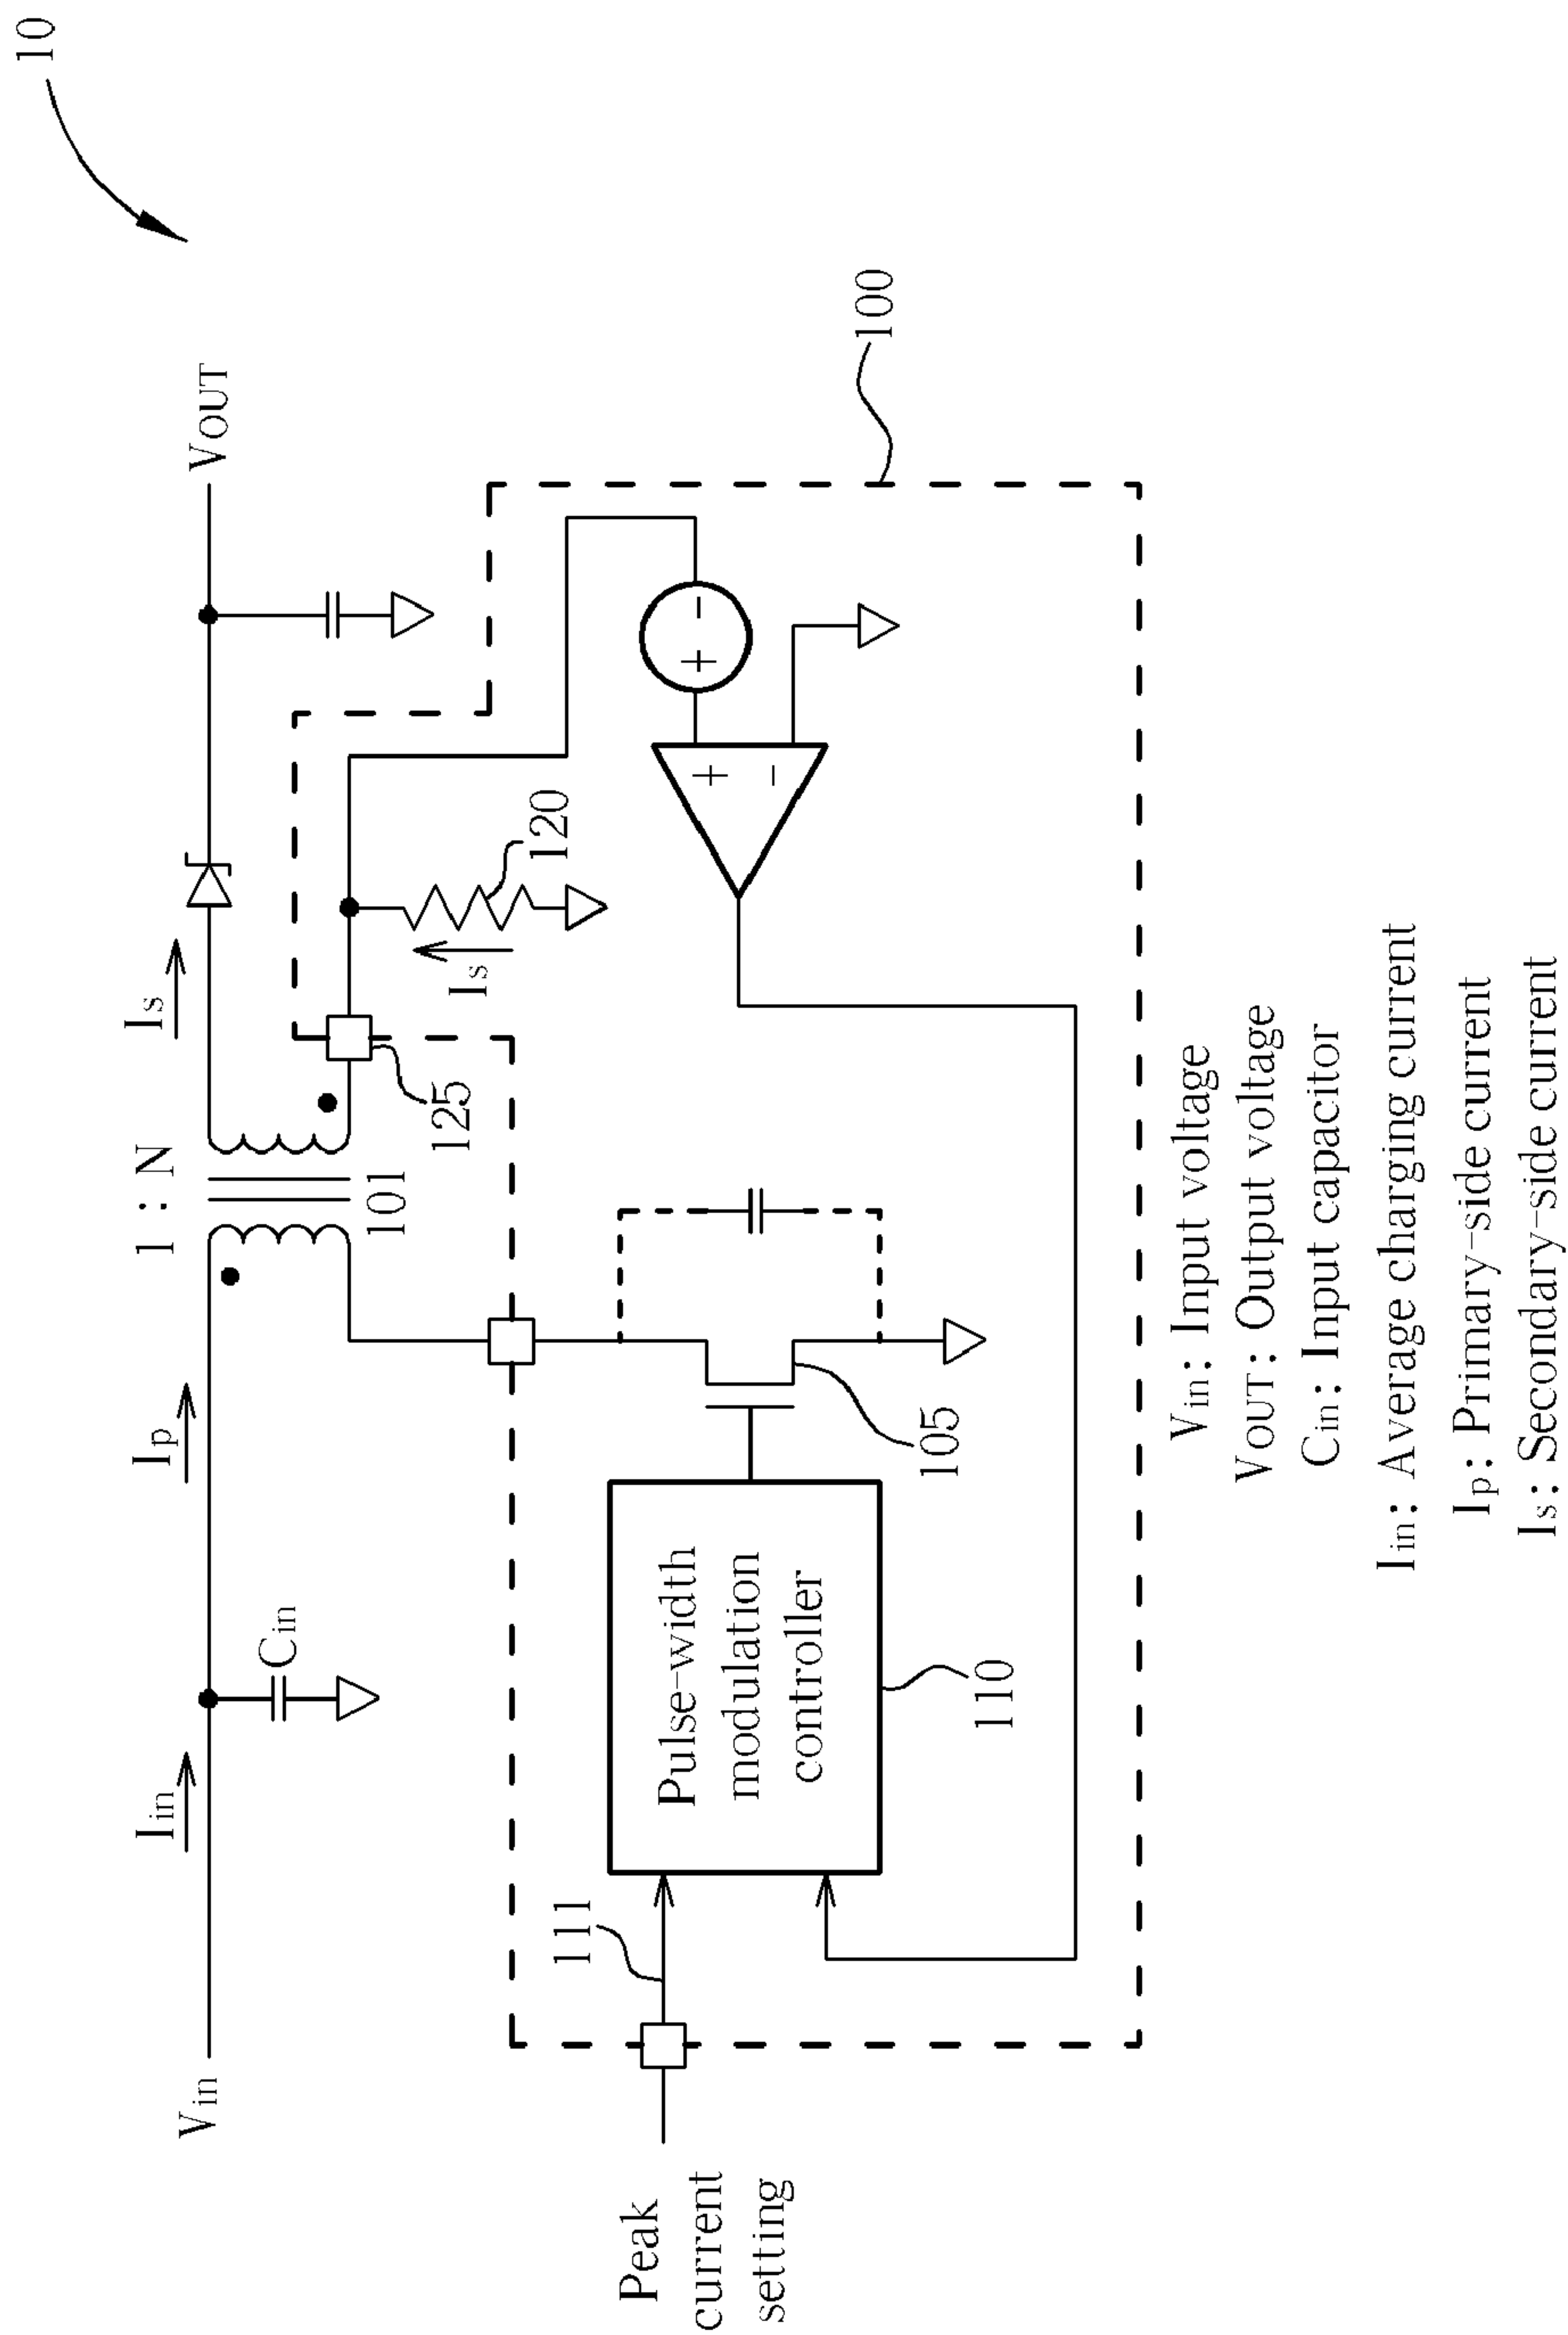 10
Vin
Iin
Cin
Ip
1 : N
101
Is
VOUT
125
Is
120
100
Peak
current
setting
111
Pulse-width
modulation
controller
110
105
+
−
+
−
Vin: Input voltage
VOUT: Output voltage
Cin: Input capacitor
Iin: Average charging current
Ip: Primary-side current
Is: Secondary-side current